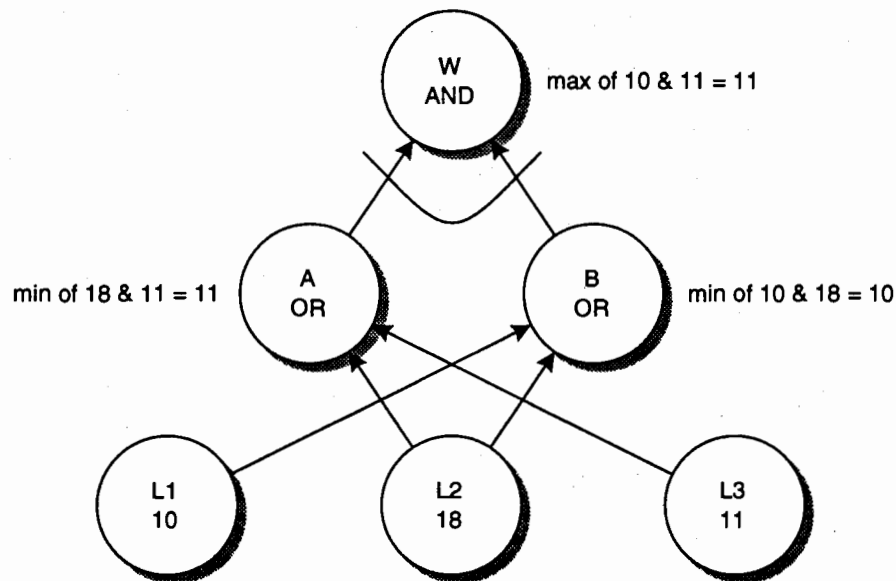 W
AND
max of 10 & 11 = 11
A
OR
min of 18 & 11 = 11
B
OR
min of 10 & 18 = 10
L1
10
L2
18
L3
11